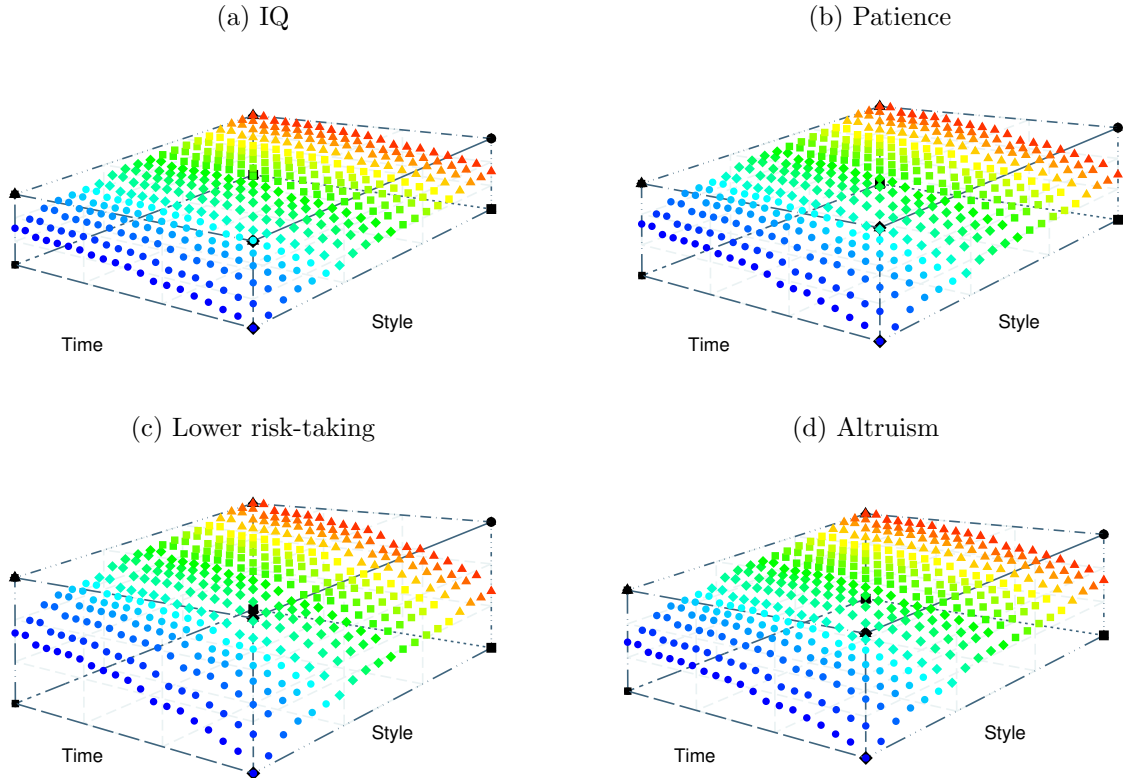 (a) IQ
(b) Patience
Time
Style
Time
Style
(c) Lower risk-taking
(d) Altruism
Time
Style
Time
Style